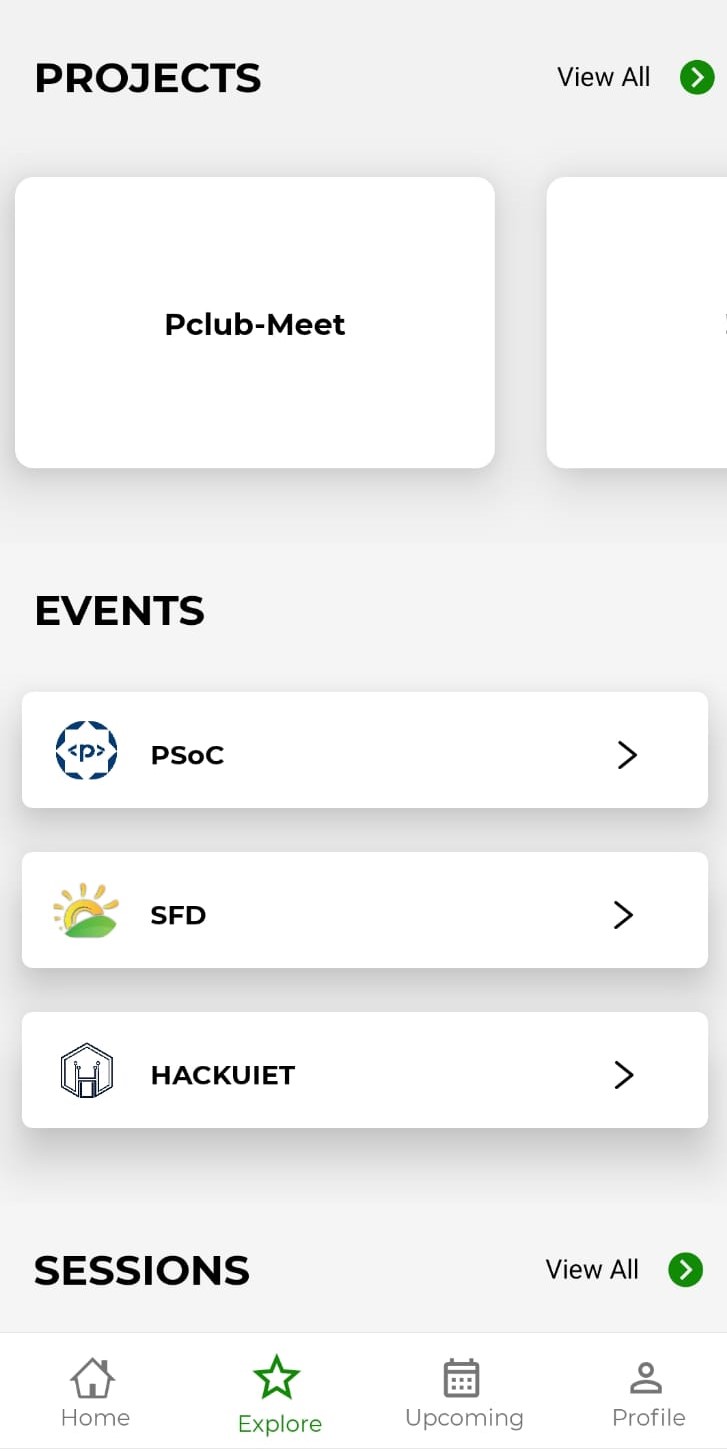 PROJECTS
View All
Pclub-Meet
EVENTS
<p>
PSoC
SFD
HACKUIET
SESSIONS
View All
Home
Explore
Upcoming
Profile